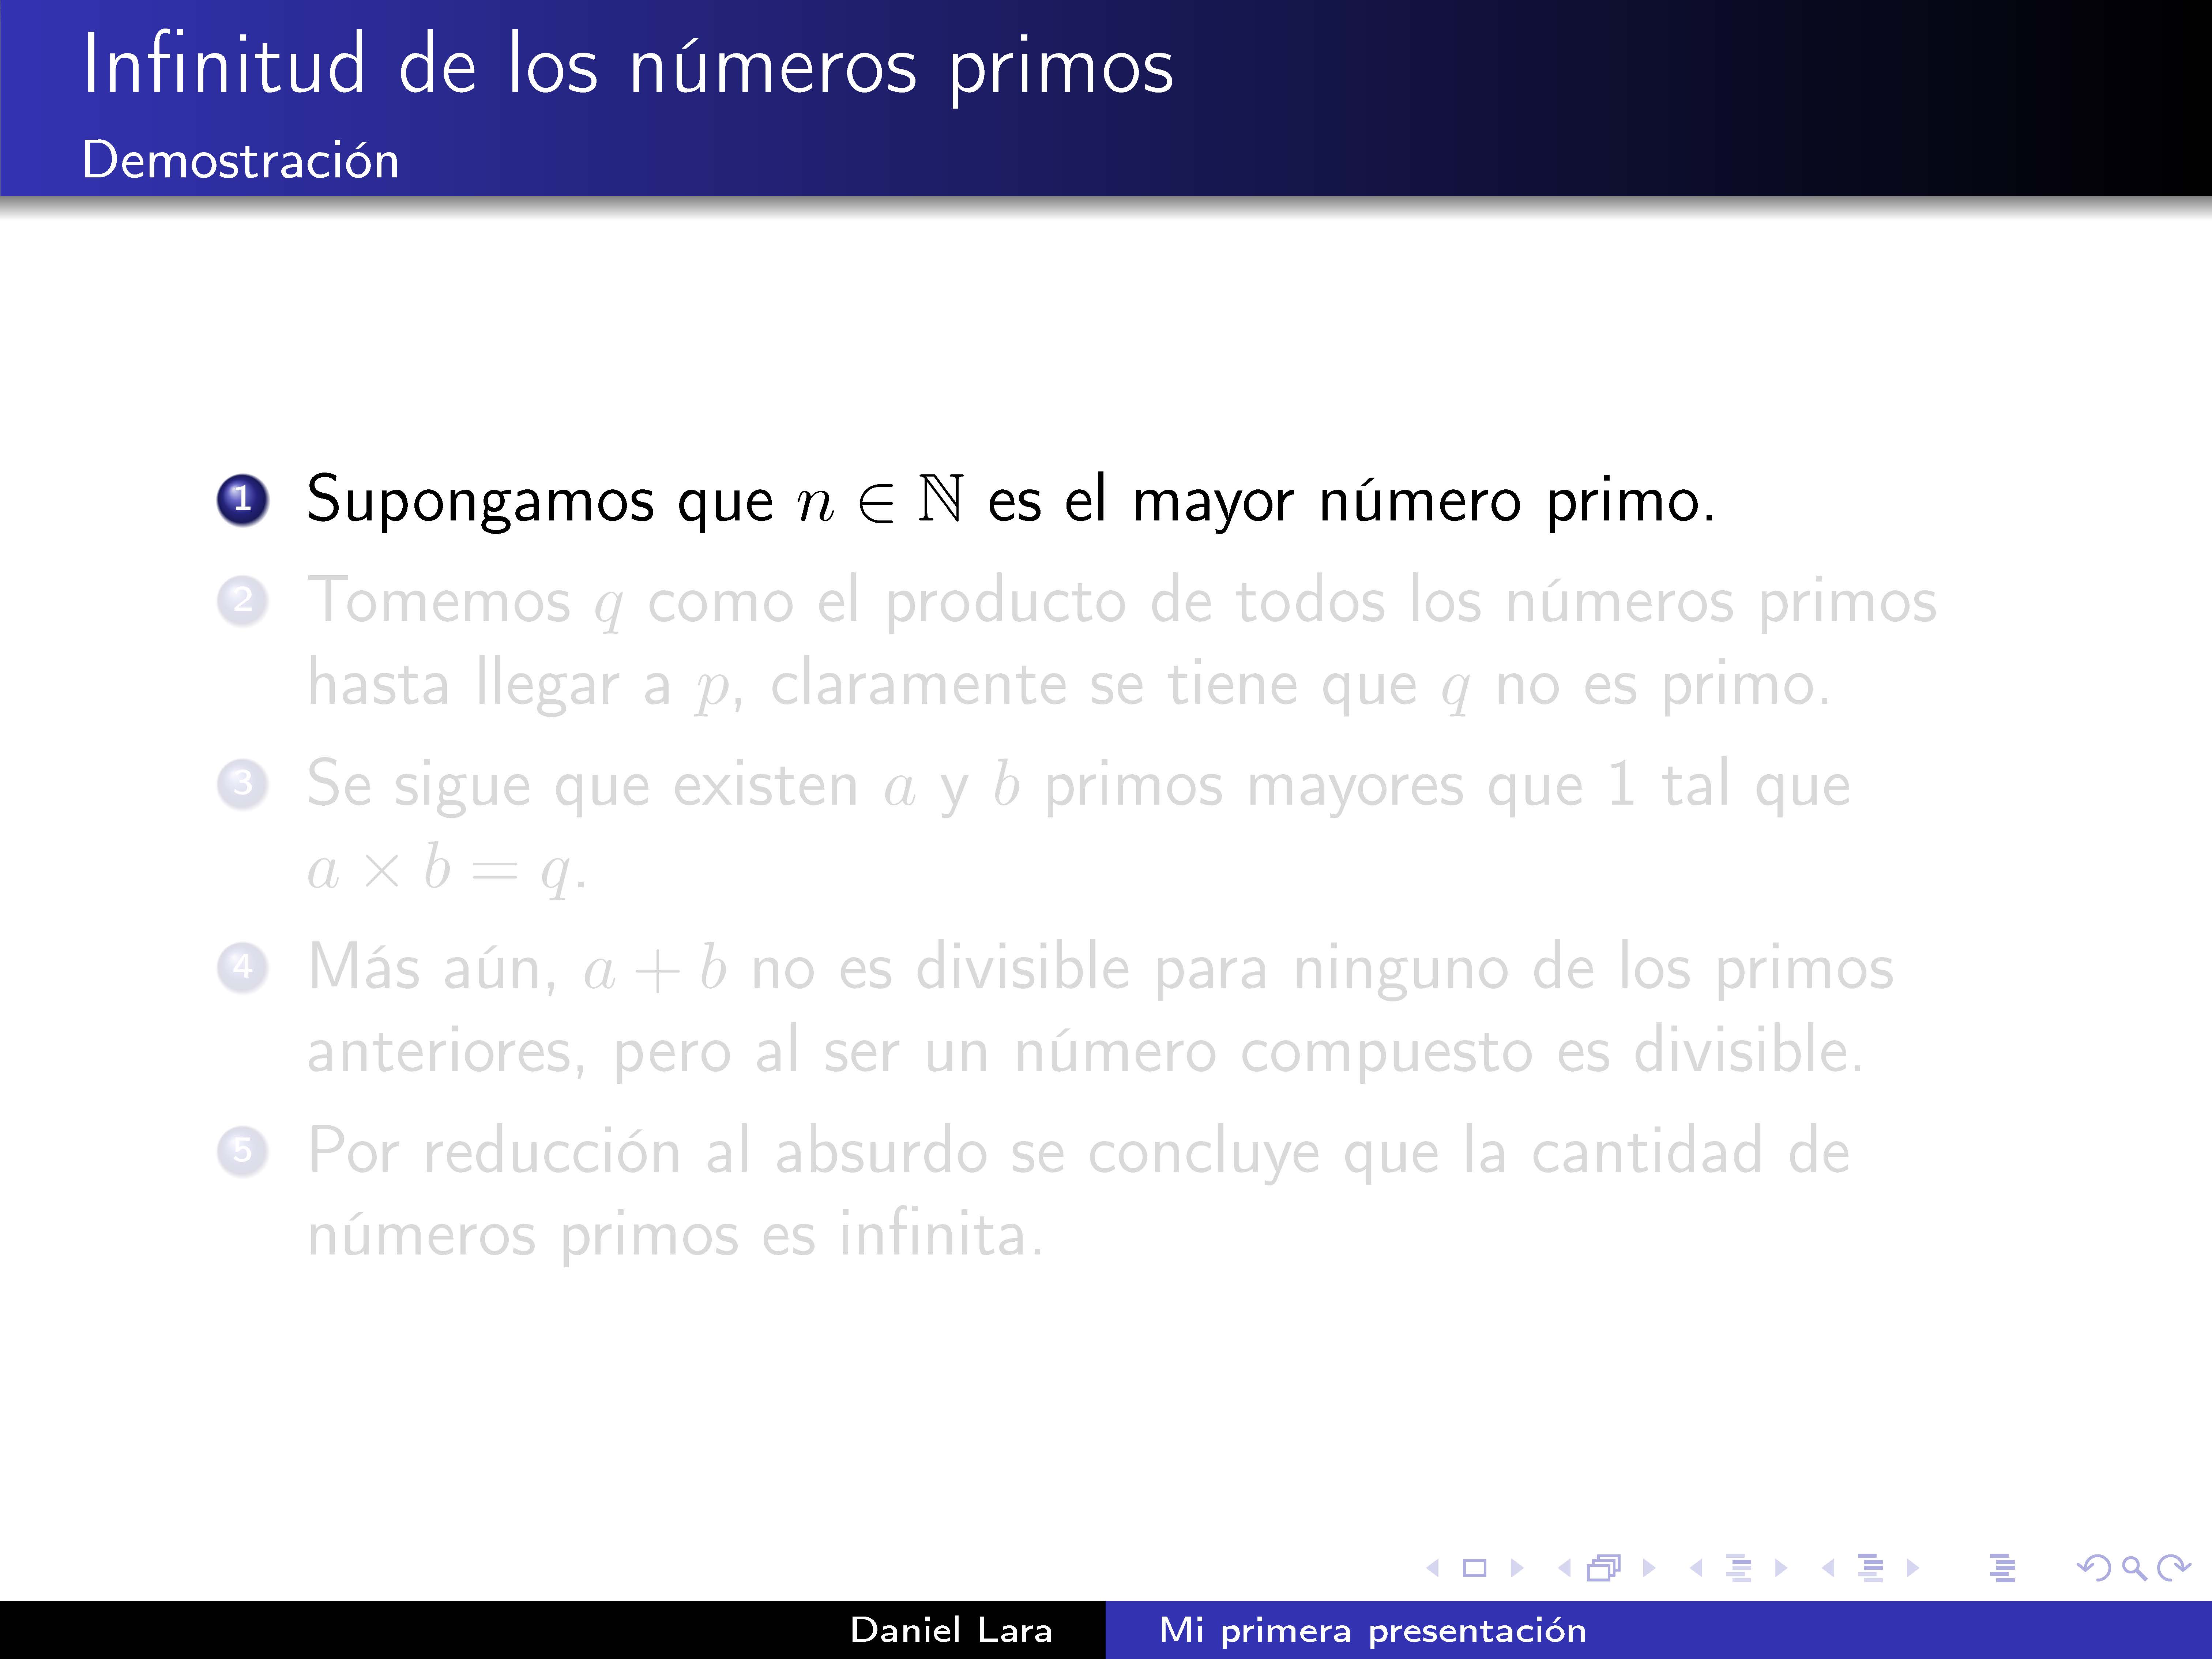 Infinitud de los números primos
Demostración
1 Supongamos que n ∈ ℕ es el mayor número primo.
2 Tomemos q como el producto de todos los números primos
hasta llegar a p, claramente se tiene que q no es primo.
3 Se sigue que existen a y b primos mayores que 1 tal que
a × b = q.
4 Más aún, a + b no es divisible para ninguno de los primos
anteriores, pero al ser un número compuesto es divisible.
5 Por reducción al absurdo se concluye que la cantidad de
números primos es infinita.
Daniel Lara Mi primera presentación